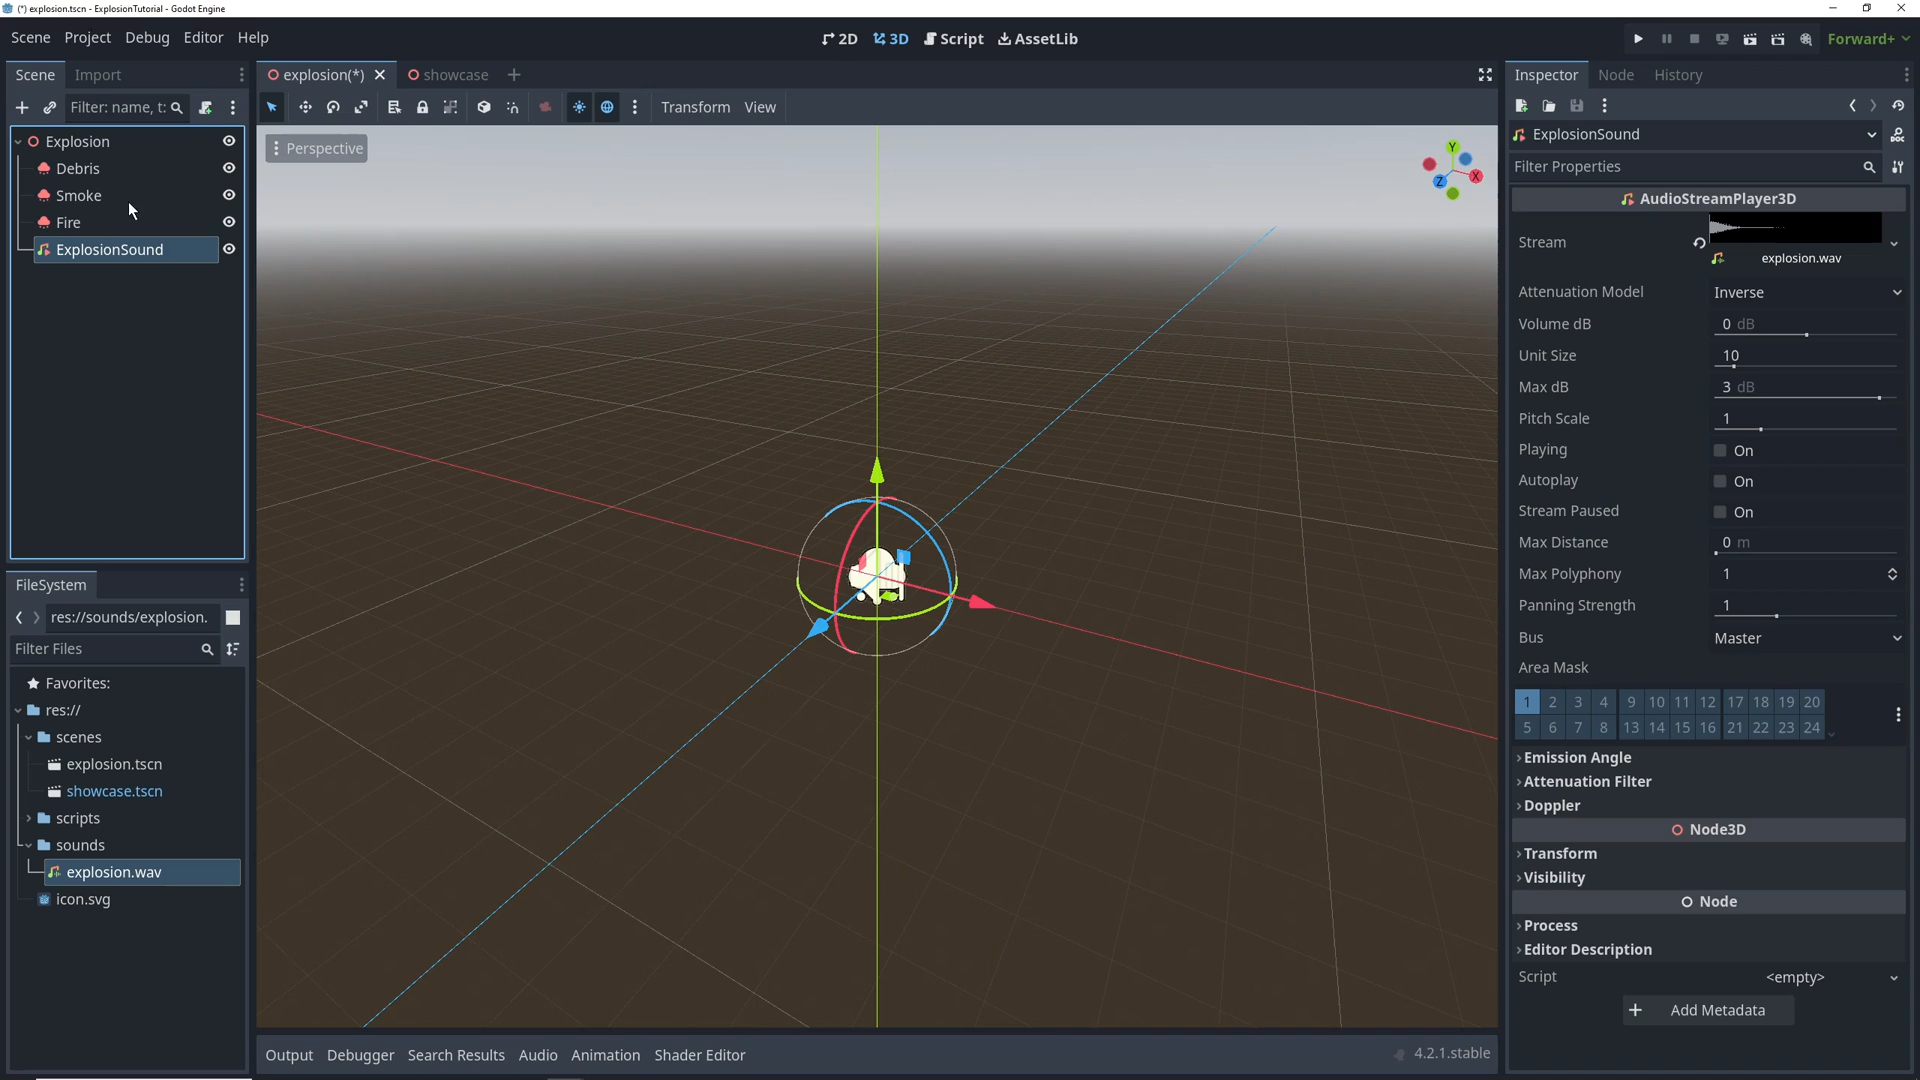 (*) explosion.tscn - ExplosionTutorial - Godot Engine
Scene Project Debug Editor Help
2D 3D Script AssetLib
Forward+
Scene Import
Filter: name, t:
Explosion
Debris
Smoke
Fire
ExplosionSound
FileSystem
res://sounds/explosion.
Filter Files
Favorites:
res://
scenes
explosion.tscn
showcase.tscn
scripts
sounds
explosion.wav
icon.svg
explosion(*) showcase
Transform View
Perspective
Y
X
Z
Output Debugger Search Results Audio Animation Shader Editor
4.2.1.stable
Inspector Node History
ExplosionSound
Filter Properties
AudioStreamPlayer3D
Stream
explosion.wav
Attenuation Model Inverse
Volume dB 0 dB
Unit Size 10
Max dB 3 dB
Pitch Scale 1
Playing On
Autoplay On
Stream Paused On
Max Distance 0 m
Max Polyphony 1
Panning Strength 1
Bus Master
Area Mask
1 2 3 4 9 10 11 12 17 18 19 20
5 6 7 8 13 14 15 16 21 22 23 24
Emission Angle
Attenuation Filter
Doppler
Node3D
Transform
Visibility
Node
Process
Editor Description
Script <empty>
Add Metadata